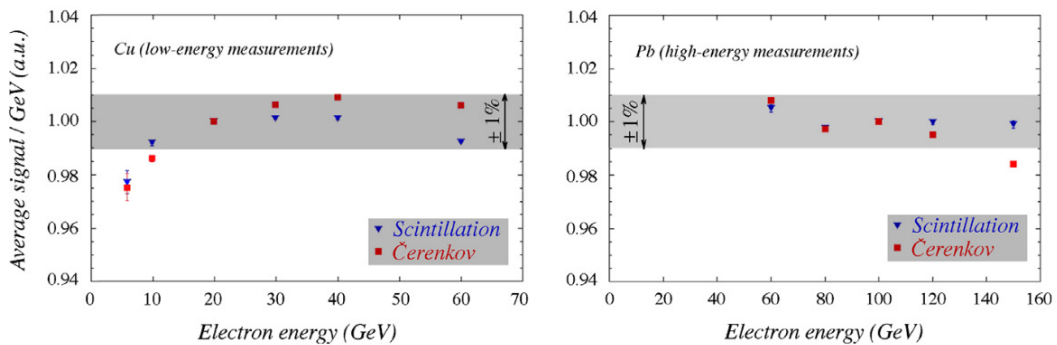 Average signal / GeV (a.u.)
1.04
1.02
1.00
0.98
0.96
0.94
Cu (low-energy measurements)
± 1%
Scintillation
Čerenkov
0 10 20 30 40 50 60 70
Electron energy (GeV)
1.04
1.02
1.00
0.98
0.96
0.94
Pb (high-energy measurements)
±1%
Scintillation
Čerenkov
0 20 40 60 80 100 120 140 160
Electron energy (GeV)